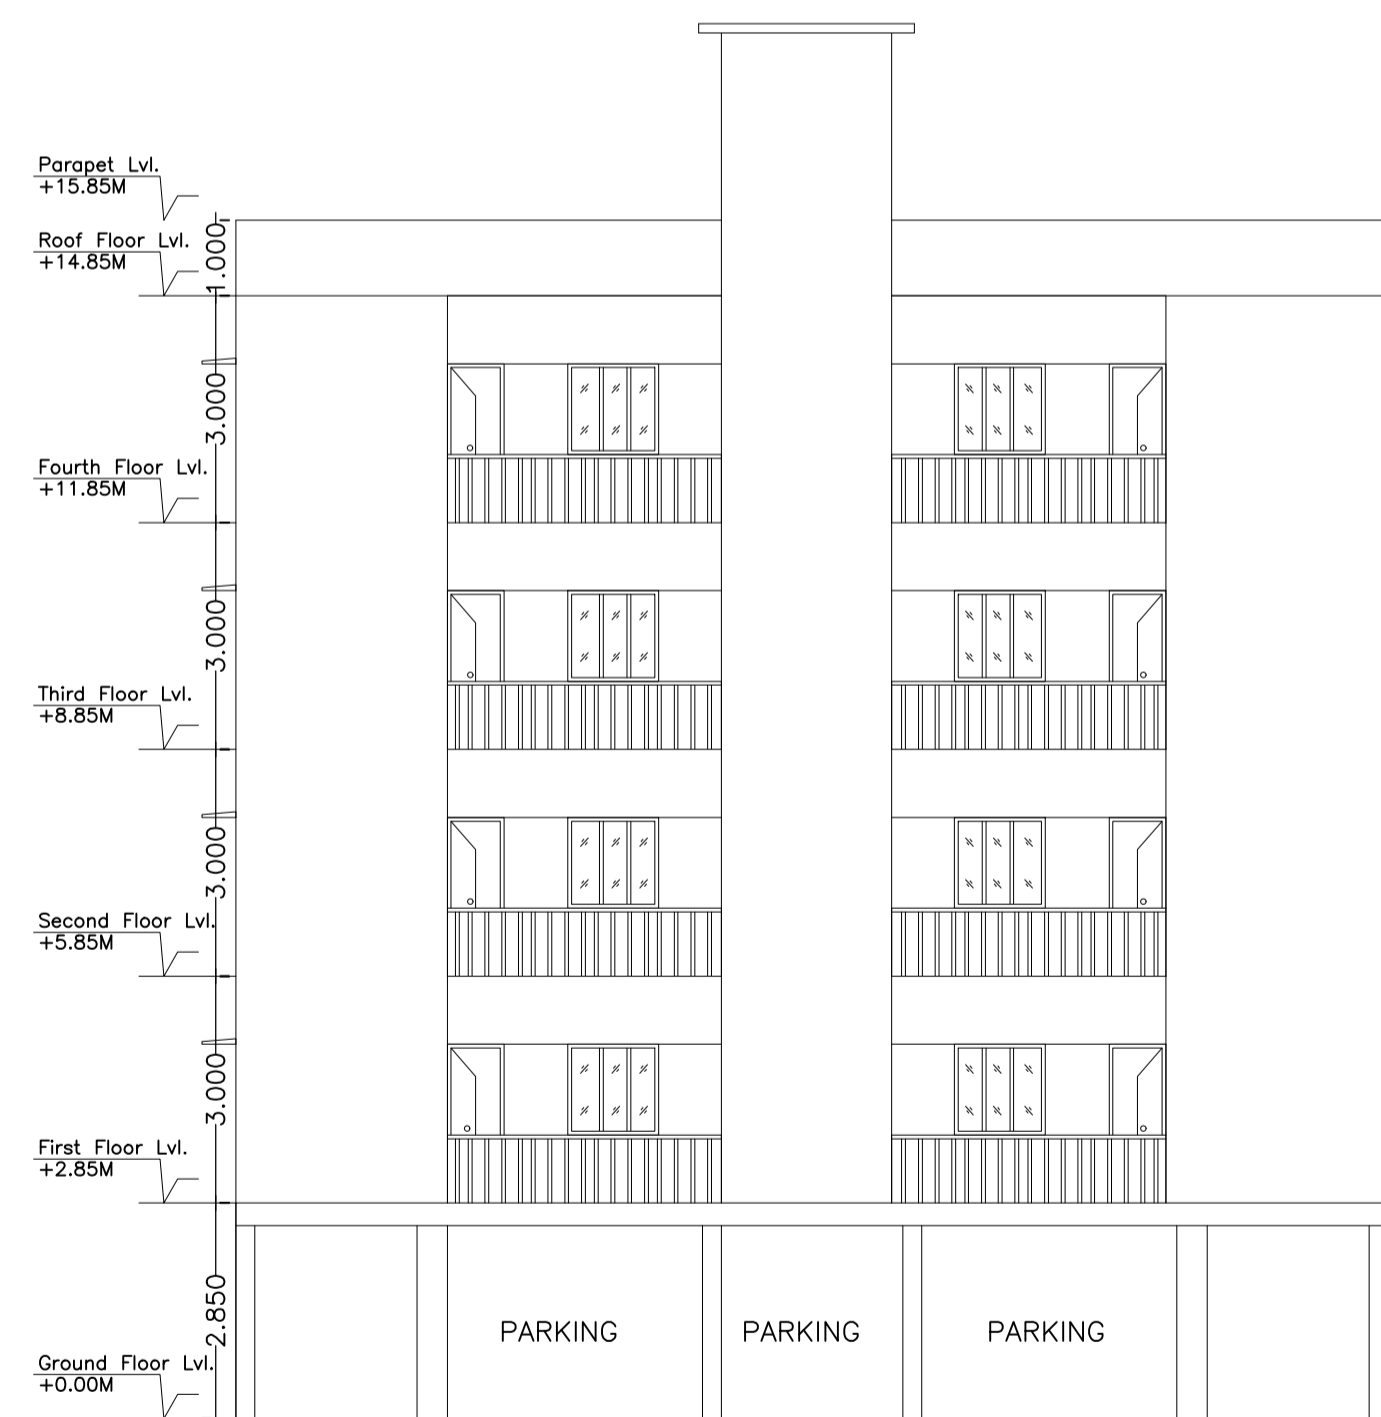 Parapet Lvl.
+15.85M
1.000
Roof Floor Lvl.
+14.85M
3.000
Fourth Floor Lvl.
+11.85M
3.000
Third Floor Lvl.
+8.85M
3.000
Second Floor Lvl.
+5.85M
3.000
First Floor Lvl.
+2.85M
2.850
PARKING PARKING PARKING
Ground Floor Lvl.
+0.00M